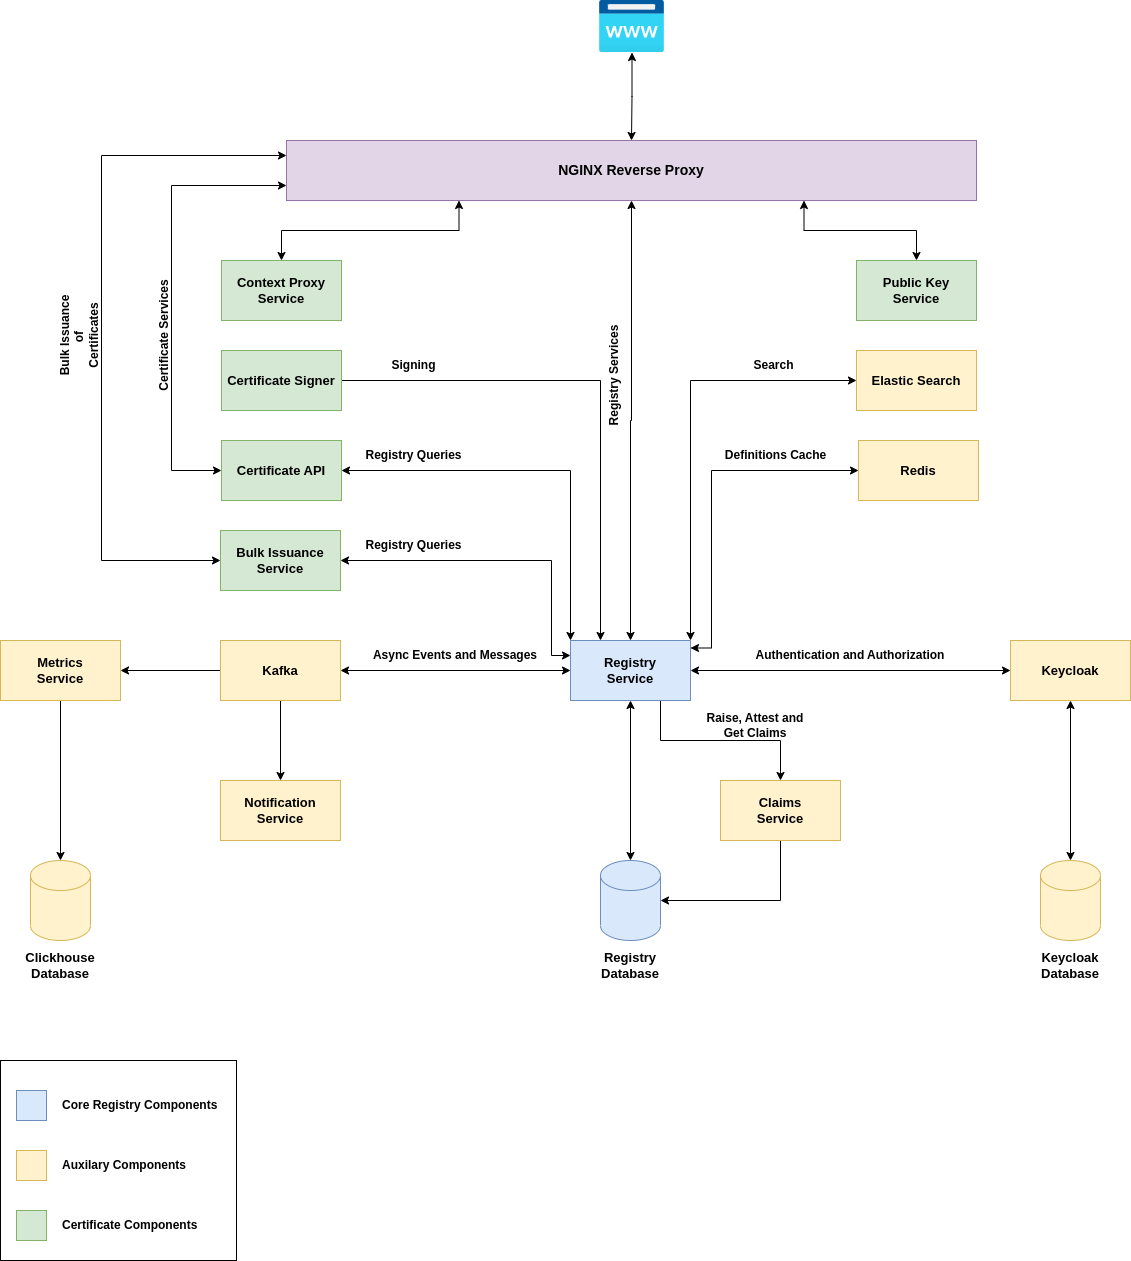 WWW
NGINX Reverse Proxy
Bulk Issuance
of
Certificates
Certificate Services
Context Proxy
Service
Public Key
Service
Registry Services
Certificate Signer
Signing
Search
Elastic Search
Certificate API
Registry Queries
Definitions Cache
Redis
Bulk Issuance
Service
Registry Queries
Metrics
Service
Kafka
Async Events and Messages
Registry
Service
Authentication and Authorization
Keycloak
Raise, Attest and
Get Claims
Notification
Service
Claims
Service
Clickhouse
Database
Registry
Database
Keycloak
Database
Core Registry Components
Auxilary Components
Certificate Components